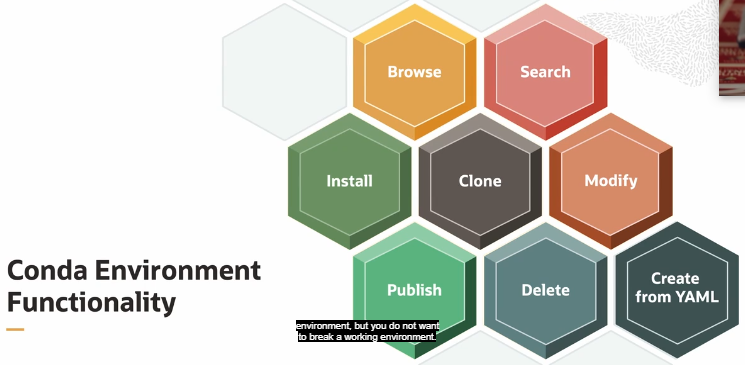 Browse
Search
Install
Clone
Modify
Conda Environment
Functionality
Publish
Delete
Create
from YAML
environment, but you do not want
to break a working environment.